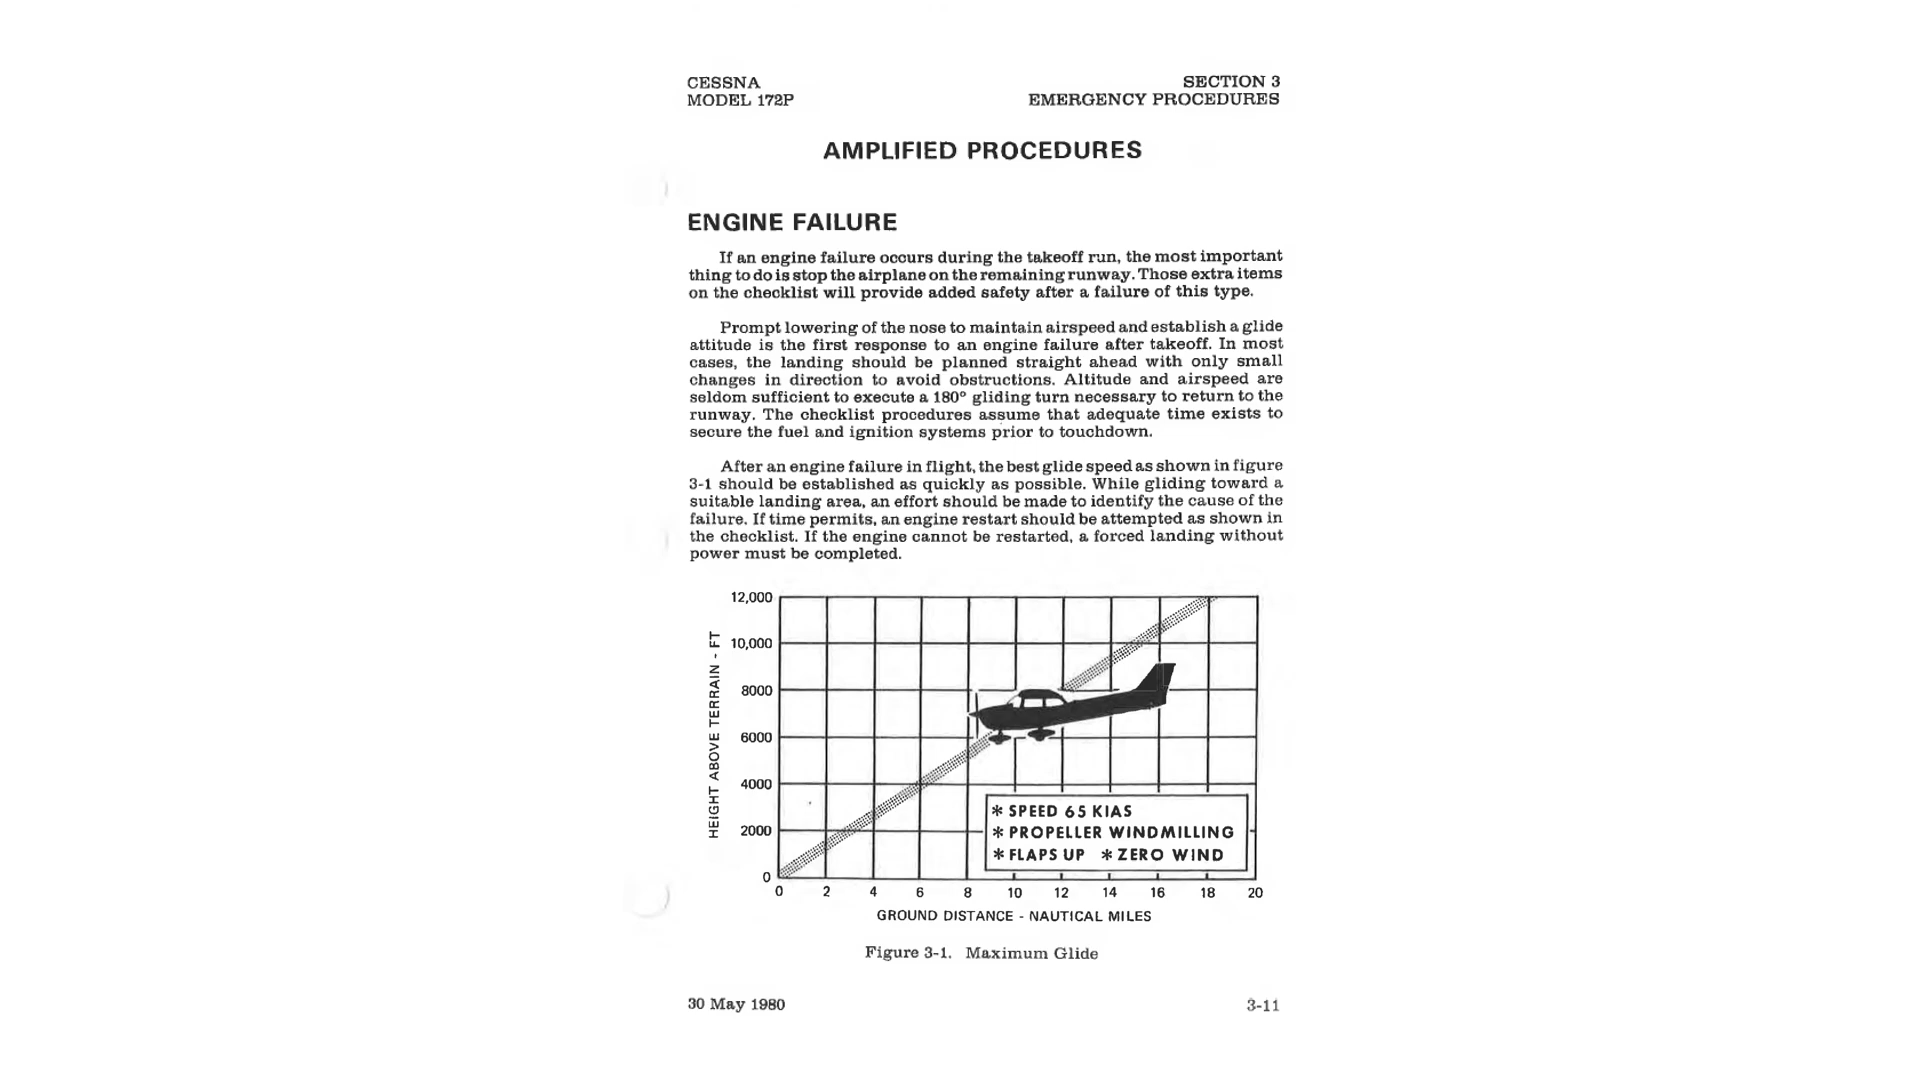 CESSNA
MODEL 172P
SECTION 3
EMERGENCY PROCEDURES
AMPLIFIED PROCEDURES
ENGINE FAILURE
If an engine failure occurs during the takeoff run, the most important
thing to do is stop the airplane on the remaining runway. Those extra items
on the checklist will provide added safety after a failure of this type.
Prompt lowering of the nose to maintain airspeed and establish a glide
attitude is the first response to an engine failure after takeoff. In most
cases, the landing should be planned straight ahead with only small
changes in direction to avoid obstructions. Altitude and airspeed are
seldom sufficient to execute a 180° gliding turn necessary to return to the
runway. The checklist procedures assume that adequate time exists to
secure the fuel and ignition systems prior to touchdown.
After an engine failure in flight, the best glide speed as shown in figure
3-1 should be established as quickly as possible. While gliding toward a
suitable landing area, an effort should be made to identify the cause of the
failure. If time permits, an engine restart should be attempted as shown in
the checklist. If the engine cannot be restarted, a forced landing without
power must be completed.
HEIGHT ABOVE TERRAIN - FT
12,000
10,000
8000
6000
4000
2000
0
* SPEED 65 KIAS
* PROPELLER WINDMILLING
* FLAPS UP * ZERO WIND
0 2 4 6 8 10 12 14 16 18 20
GROUND DISTANCE - NAUTICAL MILES
Figure 3-1. Maximum Glide
30 May 1980
3-11